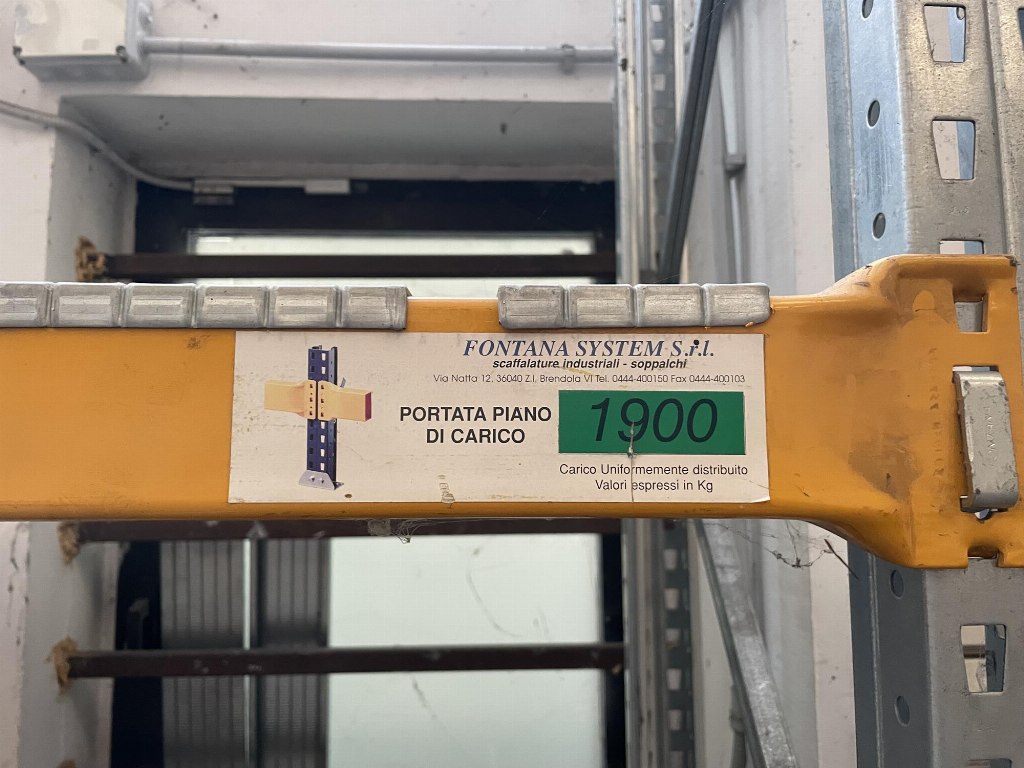 FONTANA SYSTEM S.r.l.
scaffalature industriali - soppalchi
Via Natta 12, 36040 Z.I. Brendola VI Tel. 0444-400150 Fax 0444-400103
PORTATA PIANO
DI CARICO
1900
Carico Uniformemente distribuito
Valori espressi in Kg